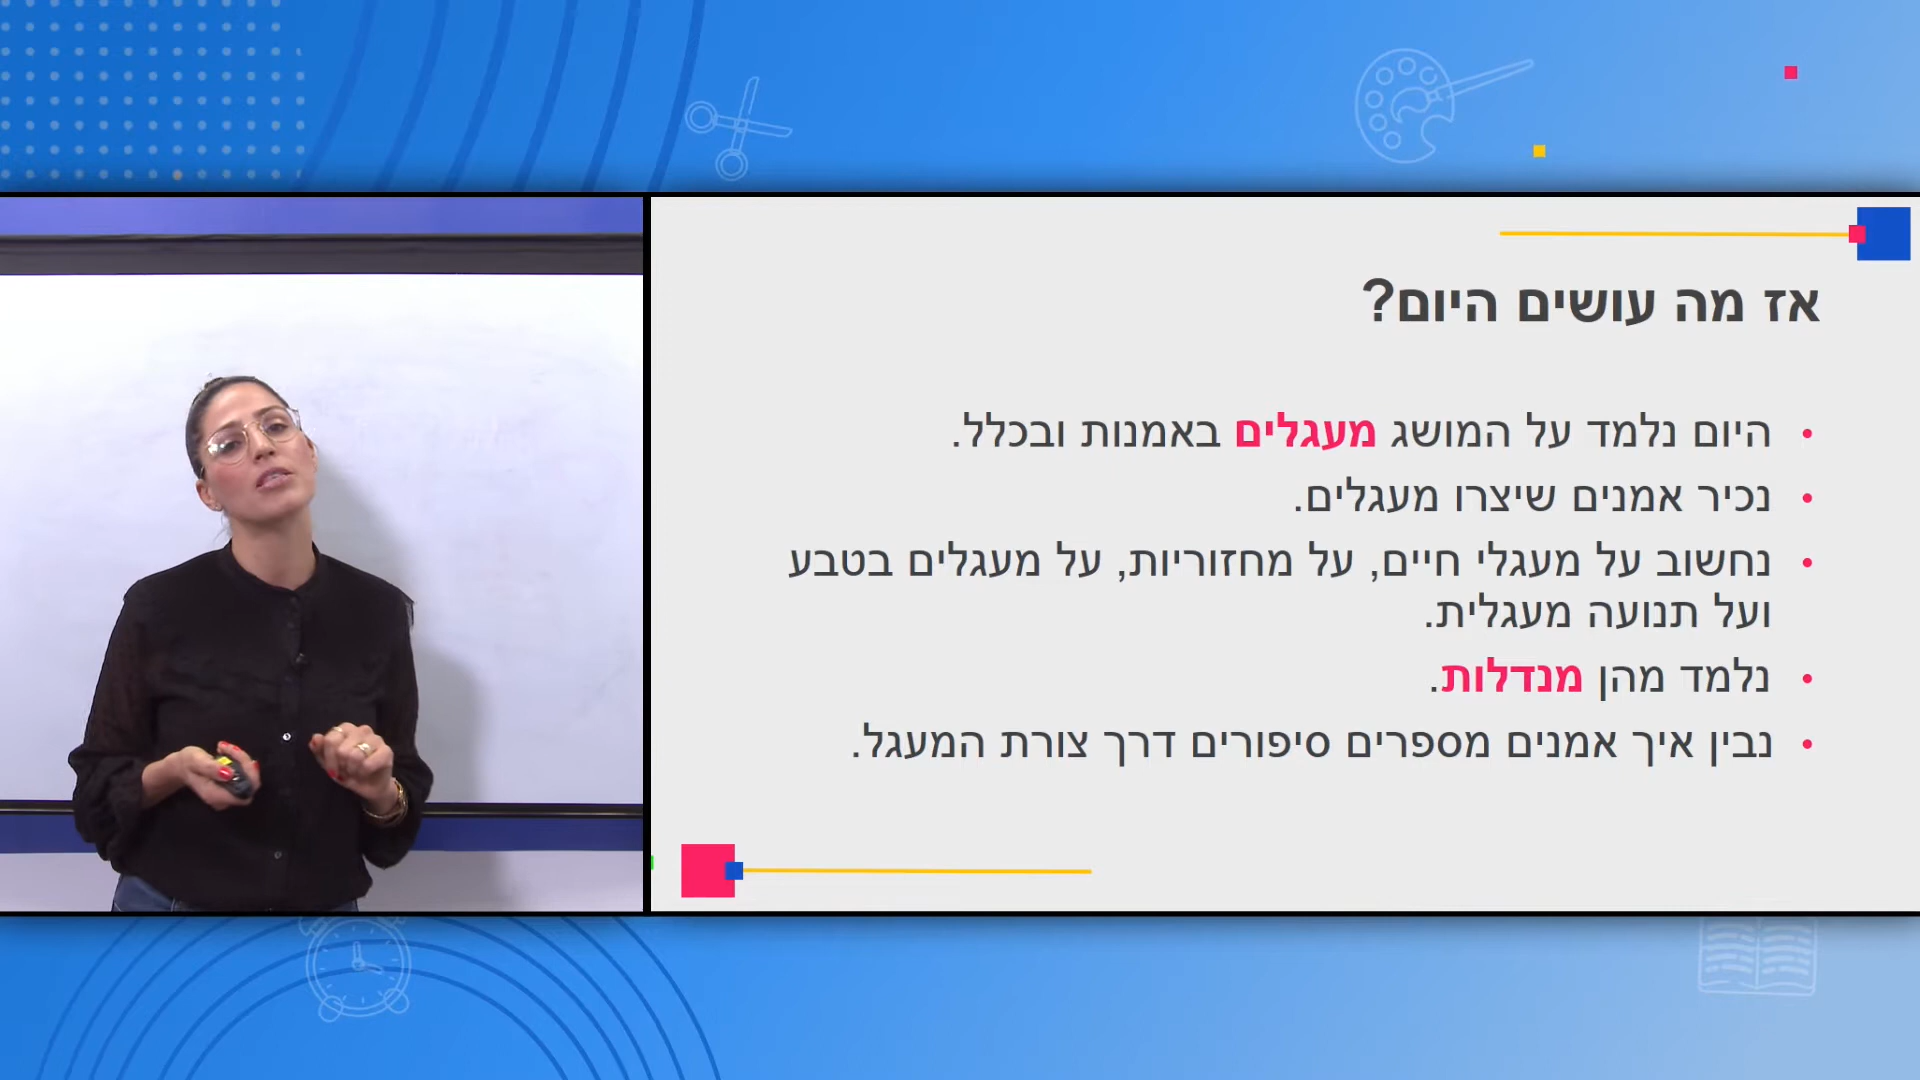 אז מה עושים היום?
• היום נלמד על המושג מעגלים באמנות ובכלל.
• נכיר אמנים שיצרו מעגלים.
• נחשוב על מעגלי חיים, על מחזוריות, על מעגלים בטבע
ועל תנועה מעגלית.
• נלמד מהן מנדלות.
• נבין איך אמנים מספרים סיפורים דרך צורת המעגל.